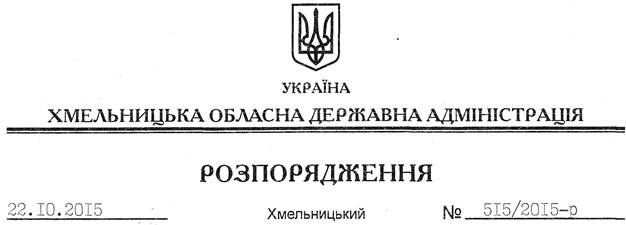 УКРАЇНА
ХМЕЛЬНИЦЬКА ОБЛАСНА ДЕРЖАВНА АДМІНІСТРАЦІЯ
РОЗПОРЯДЖЕННЯ
22.10.2015 Хмельницький № 515/2015-р